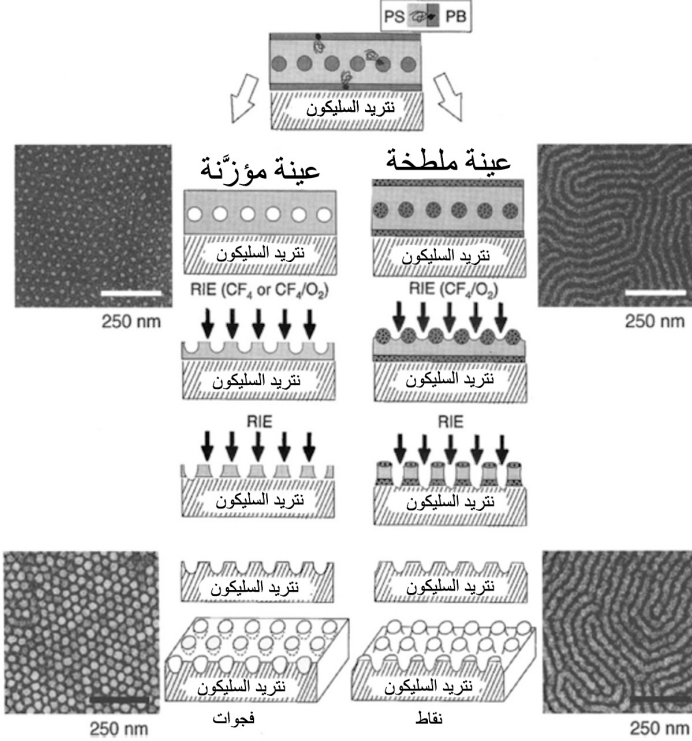 PS PB
نتريد السليكون
عينة مؤزَّنة
عينة ملطخة
نتريد السليكون
نتريد السليكون
RIE (CF4 or CF4/O2)
RIE (CF4/O2)
250 nm
250 nm
نتريد السليكون
نتريد السليكون
RIE
RIE
نتريد السليكون
نتريد السليكون
نتريد السليكون
نتريد السليكون
نتريد السليكون
نتريد السليكون
250 nm
فجوات
نقاط
250 nm